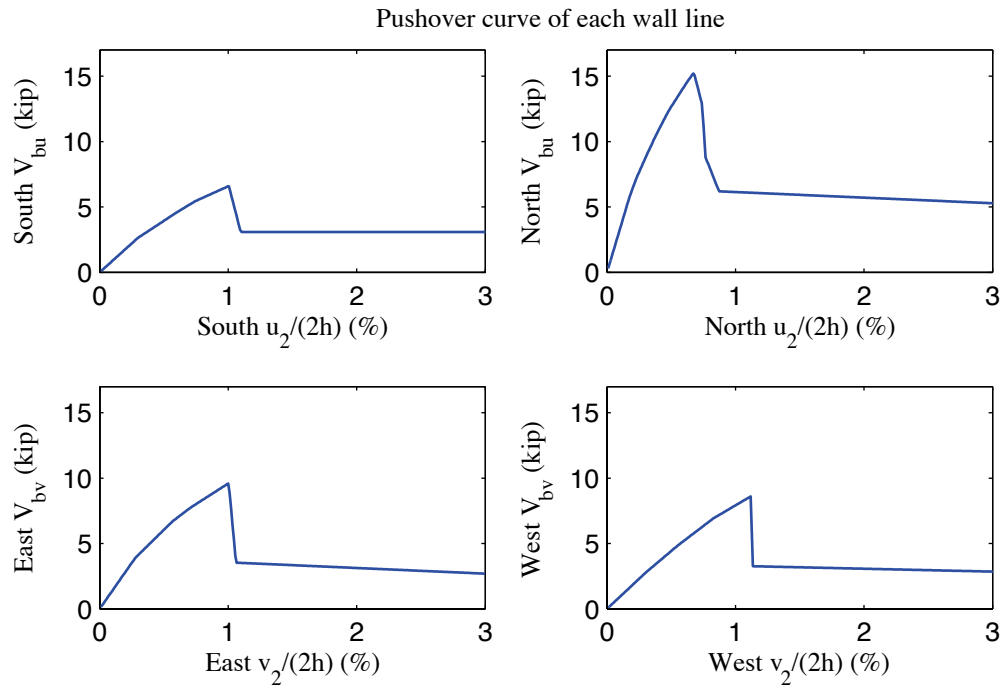 Pushover curve of each wall line
South V_bu (kip)
15
10
5
0
0 1 2 3
South u_2/(2h) (%)
North V_bu (kip)
15
10
5
0
0 1 2 3
North u_2/(2h) (%)
East V_bv (kip)
15
10
5
0
0 1 2 3
East v_2/(2h) (%)
West V_bv (kip)
15
10
5
0
0 1 2 3
West v_2/(2h) (%)